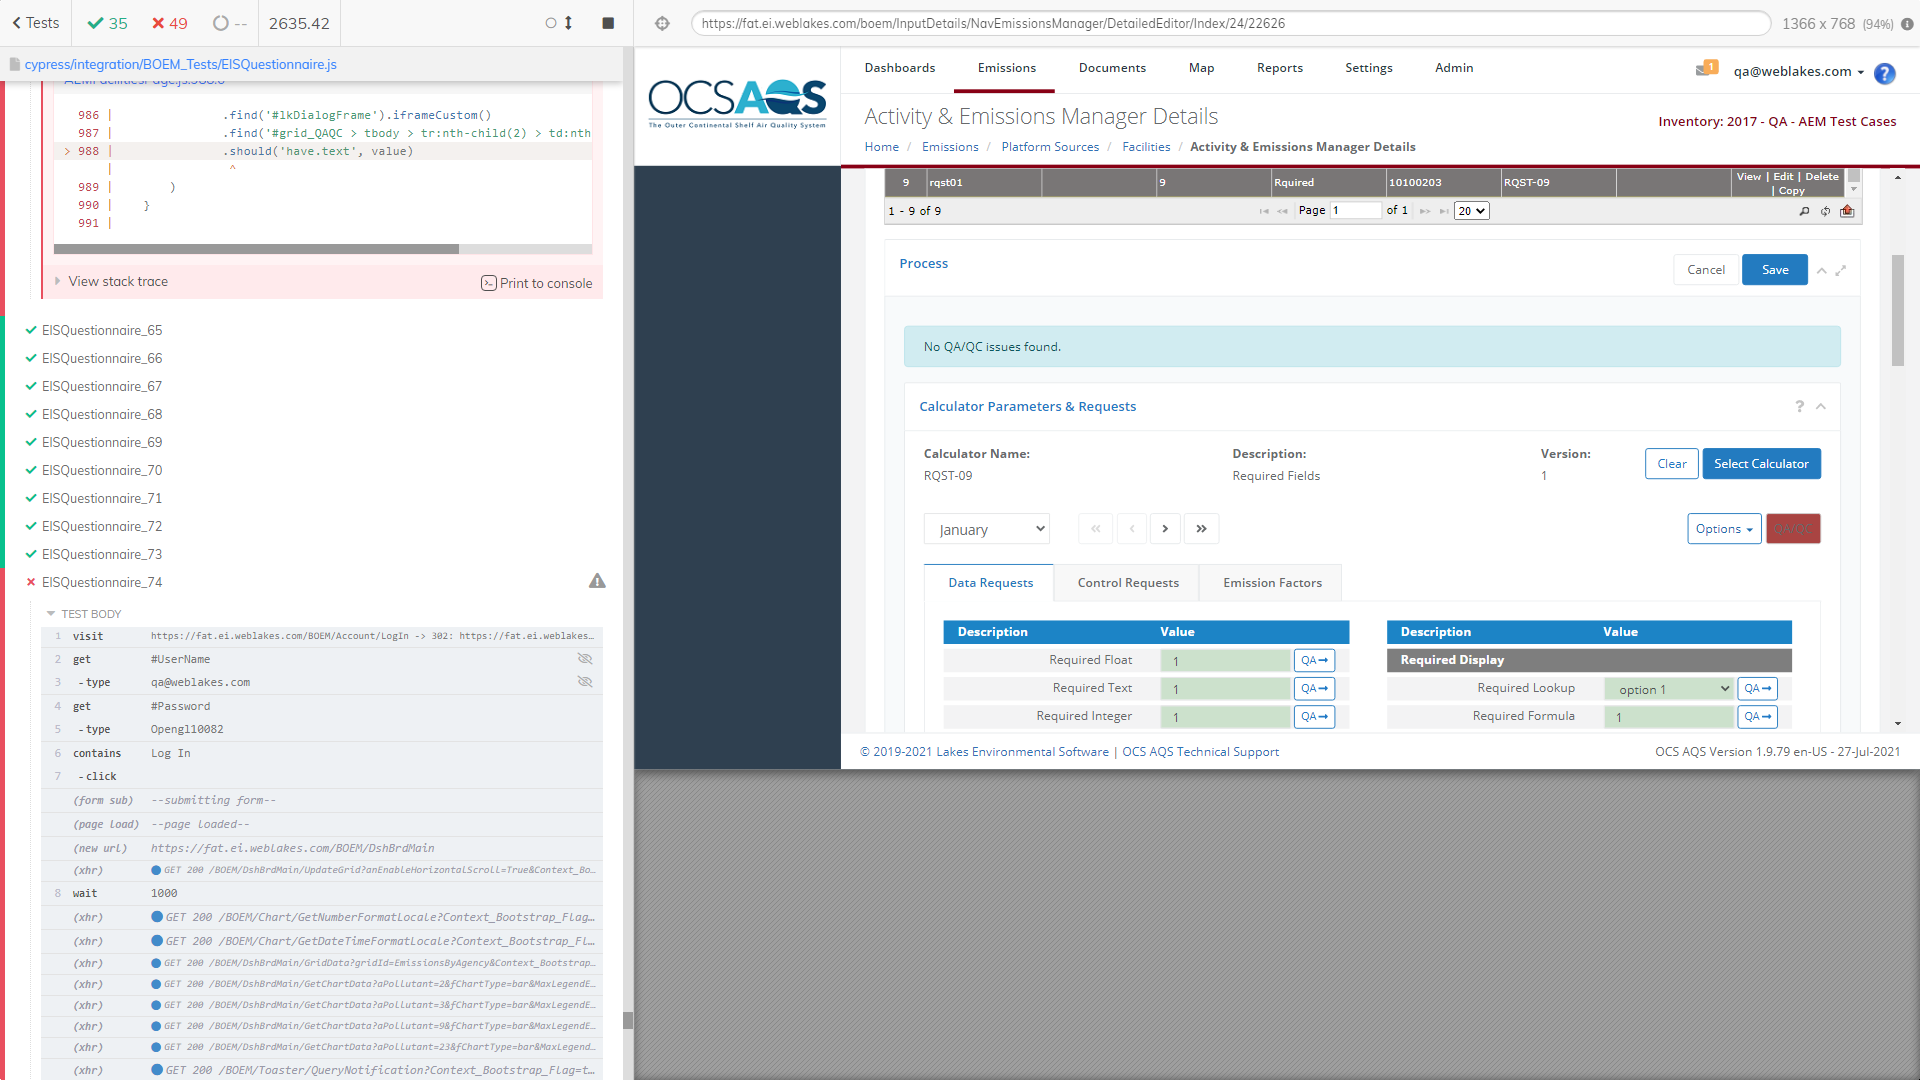 Tests
35
49
--
2635.42
cypress/integration/BOEM_Tests/EISQuestionnaire.js
986 | .find('#lkDialogFrame').iframeCustom()
987 | .find('#grid_QAQC > tbody > tr:nth-child(2) > td:nth
> 988 | .should('have.text', value)
| ^
989 | )
990 | }
991 |
View stack trace
Print to console
EISQuestionnaire_65
EISQuestionnaire_66
EISQuestionnaire_67
EISQuestionnaire_68
EISQuestionnaire_69
EISQuestionnaire_70
EISQuestionnaire_71
EISQuestionnaire_72
EISQuestionnaire_73
EISQuestionnaire_74
TEST BODY
1 visit https://fat.ei.weblakes.com/BOEM/Account/LogIn -> 302: https://fat.ei.weblakes…
2 get #UserName
3 -type qa@weblakes.com
4 get #Password
5 -type Opengl10082
6 contains Log In
7 -click
(form sub) --submitting form--
(page load) --page loaded--
(new url) https://fat.ei.weblakes.com/BOEM/DshBrdMain
(xhr) GET 200 /BOEM/DshBrdMain/UpdateGrid?anEnableHorizontalScroll=True&Context_Bo…
8 wait 1000
(xhr) GET 200 /BOEM/Chart/GetNumberFormatLocale?Context_Bootstrap_Flag…
(xhr) GET 200 /BOEM/Chart/GetDateTimeFormatLocale?Context_Bootstrap_Fl…
(xhr) GET 200 /BOEM/DshBrdMain/GridData?gridId=EmissionsByAgency&Context_Bootstrap…
(xhr) GET 200 /BOEM/DshBrdMain/GetChartData?aPollutant=2&fChartType=bar&MaxLegendE…
(xhr) GET 200 /BOEM/DshBrdMain/GetChartData?aPollutant=3&fChartType=bar&MaxLegendE…
(xhr) GET 200 /BOEM/DshBrdMain/GetChartData?aPollutant=9&fChartType=bar&MaxLegendE…
(xhr) GET 200 /BOEM/DshBrdMain/GetChartData?aPollutant=23&fChartType=bar&MaxLegend…
(xhr) GET 200 /BOEM/Toaster/QueryNotification?Context_Bootstrap_Flag=t…
https://fat.ei.weblakes.com/boem/InputDetails/NavEmissionsManager/DetailedEditor/Index/24/22626
1366 x 768 (94%)
OCSAQS
The Outer Continental Shelf Air Quality System
Dashboards Emissions Documents Map Reports Settings Admin
1
qa@weblakes.com
?
Activity & Emissions Manager Details
Inventory: 2017 - QA - AEM Test Cases
Home / Emissions / Platform Sources / Facilities / Activity & Emissions Manager Details
9 rqst01 9 Rquired 10100203 RQST-09 View | Edit | Delete
| Copy
1 - 9 of 9 Page 1 of 1 20
Process
Cancel Save
No QA/QC issues found.
Calculator Parameters & Requests
?
Calculator Name: Description: Version:
RQST-09 Required Fields 1
Clear Select Calculator
January
Options
QA/QC
Data Requests Control Requests Emission Factors
Description Value
Required Float 1 QA
Required Text 1 QA
Required Integer 1 QA
Description Value
Required Display
Required Lookup option 1 QA
Required Formula 1 QA
© 2019-2021 Lakes Environmental Software | OCS AQS Technical Support
OCS AQS Version 1.9.79 en-US - 27-Jul-2021